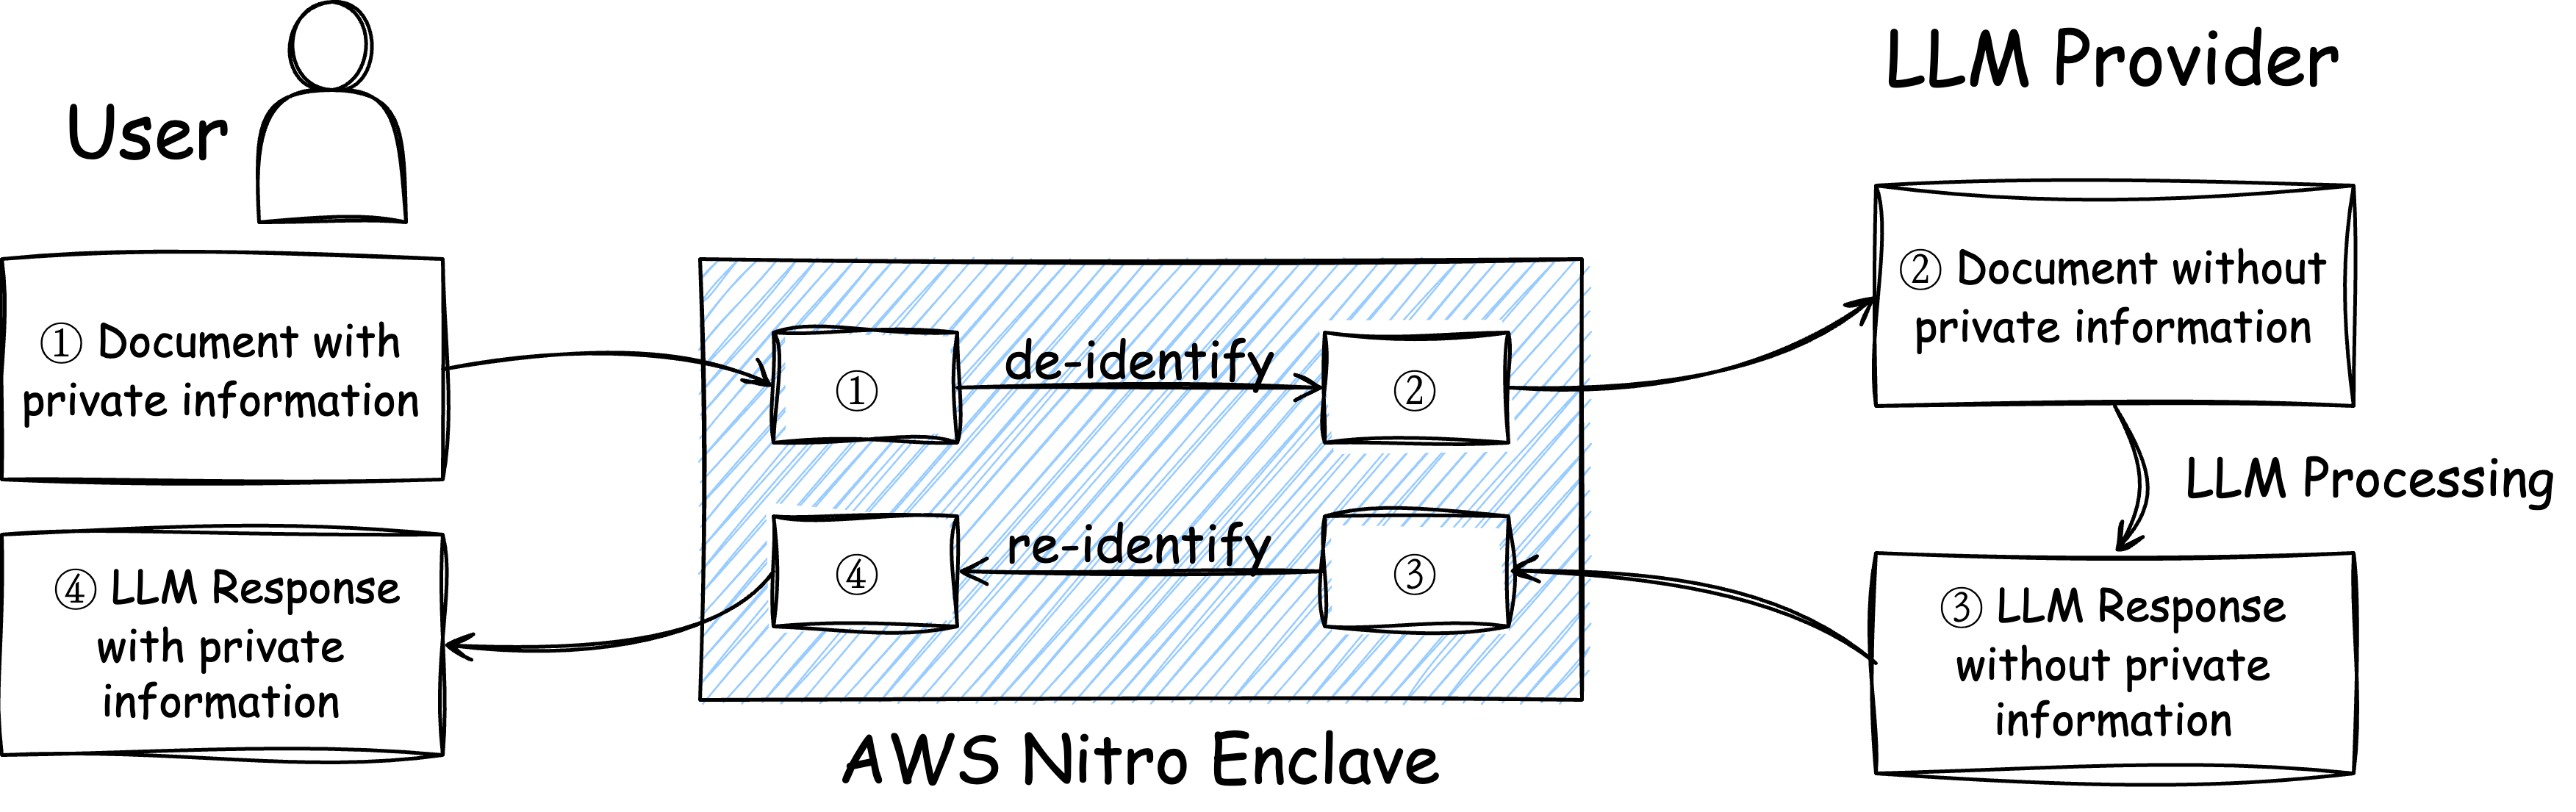 User
LLM Provider
① Document with
private information
① de-identify ②
② Document without
private information
LLM Processing
④ re-identify ③
④ LLM Response
with private
information
③ LLM Response
without private
information
AWS Nitro Enclave